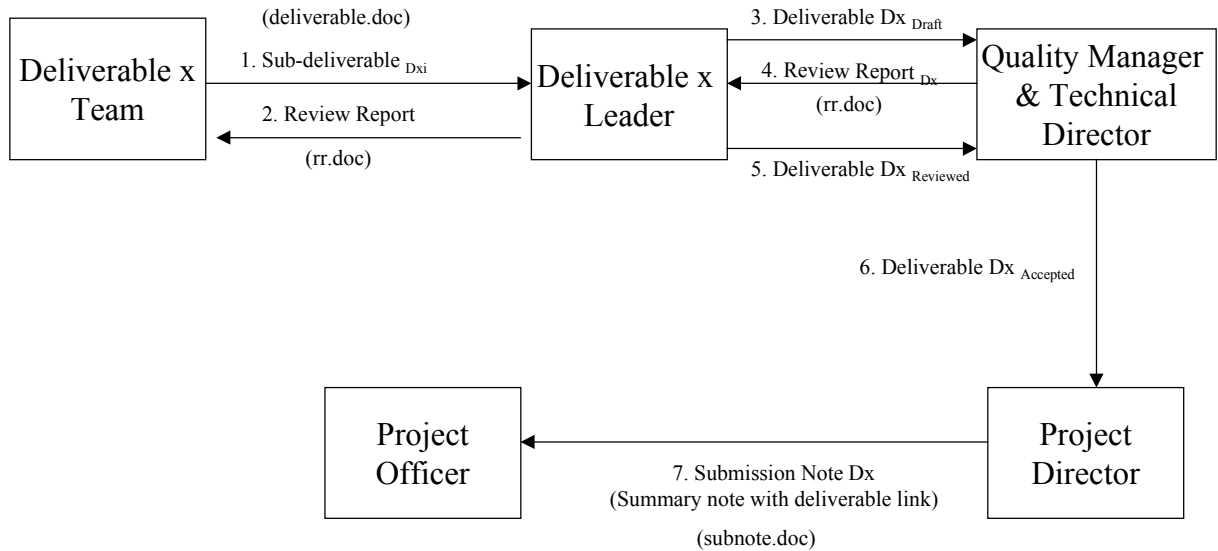 (deliverable.doc)
Deliverable x
Team
1. Sub-deliverable Dxi
2. Review Report
(rr.doc)
Deliverable x
Leader
3. Deliverable Dx Draft
4. Review Report Dx
(rr.doc)
5. Deliverable Dx Reviewed
Quality Manager
& Technical
Director
6. Deliverable Dx Accepted
Project
Officer
7. Submission Note Dx
(Summary note with deliverable link)
(subnote.doc)
Project
Director